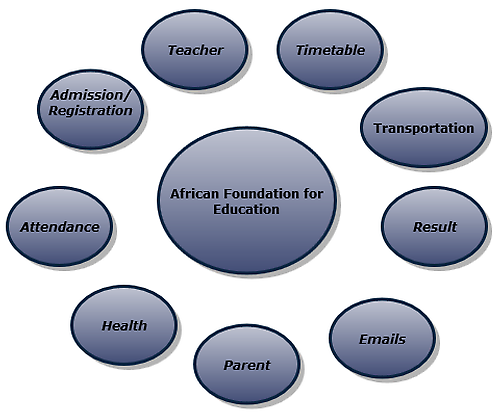 Teacher
Timetable
Admission/
Registration
Transportation
African Foundation for
Education
Attendance
Result
Health
Emails
Parent